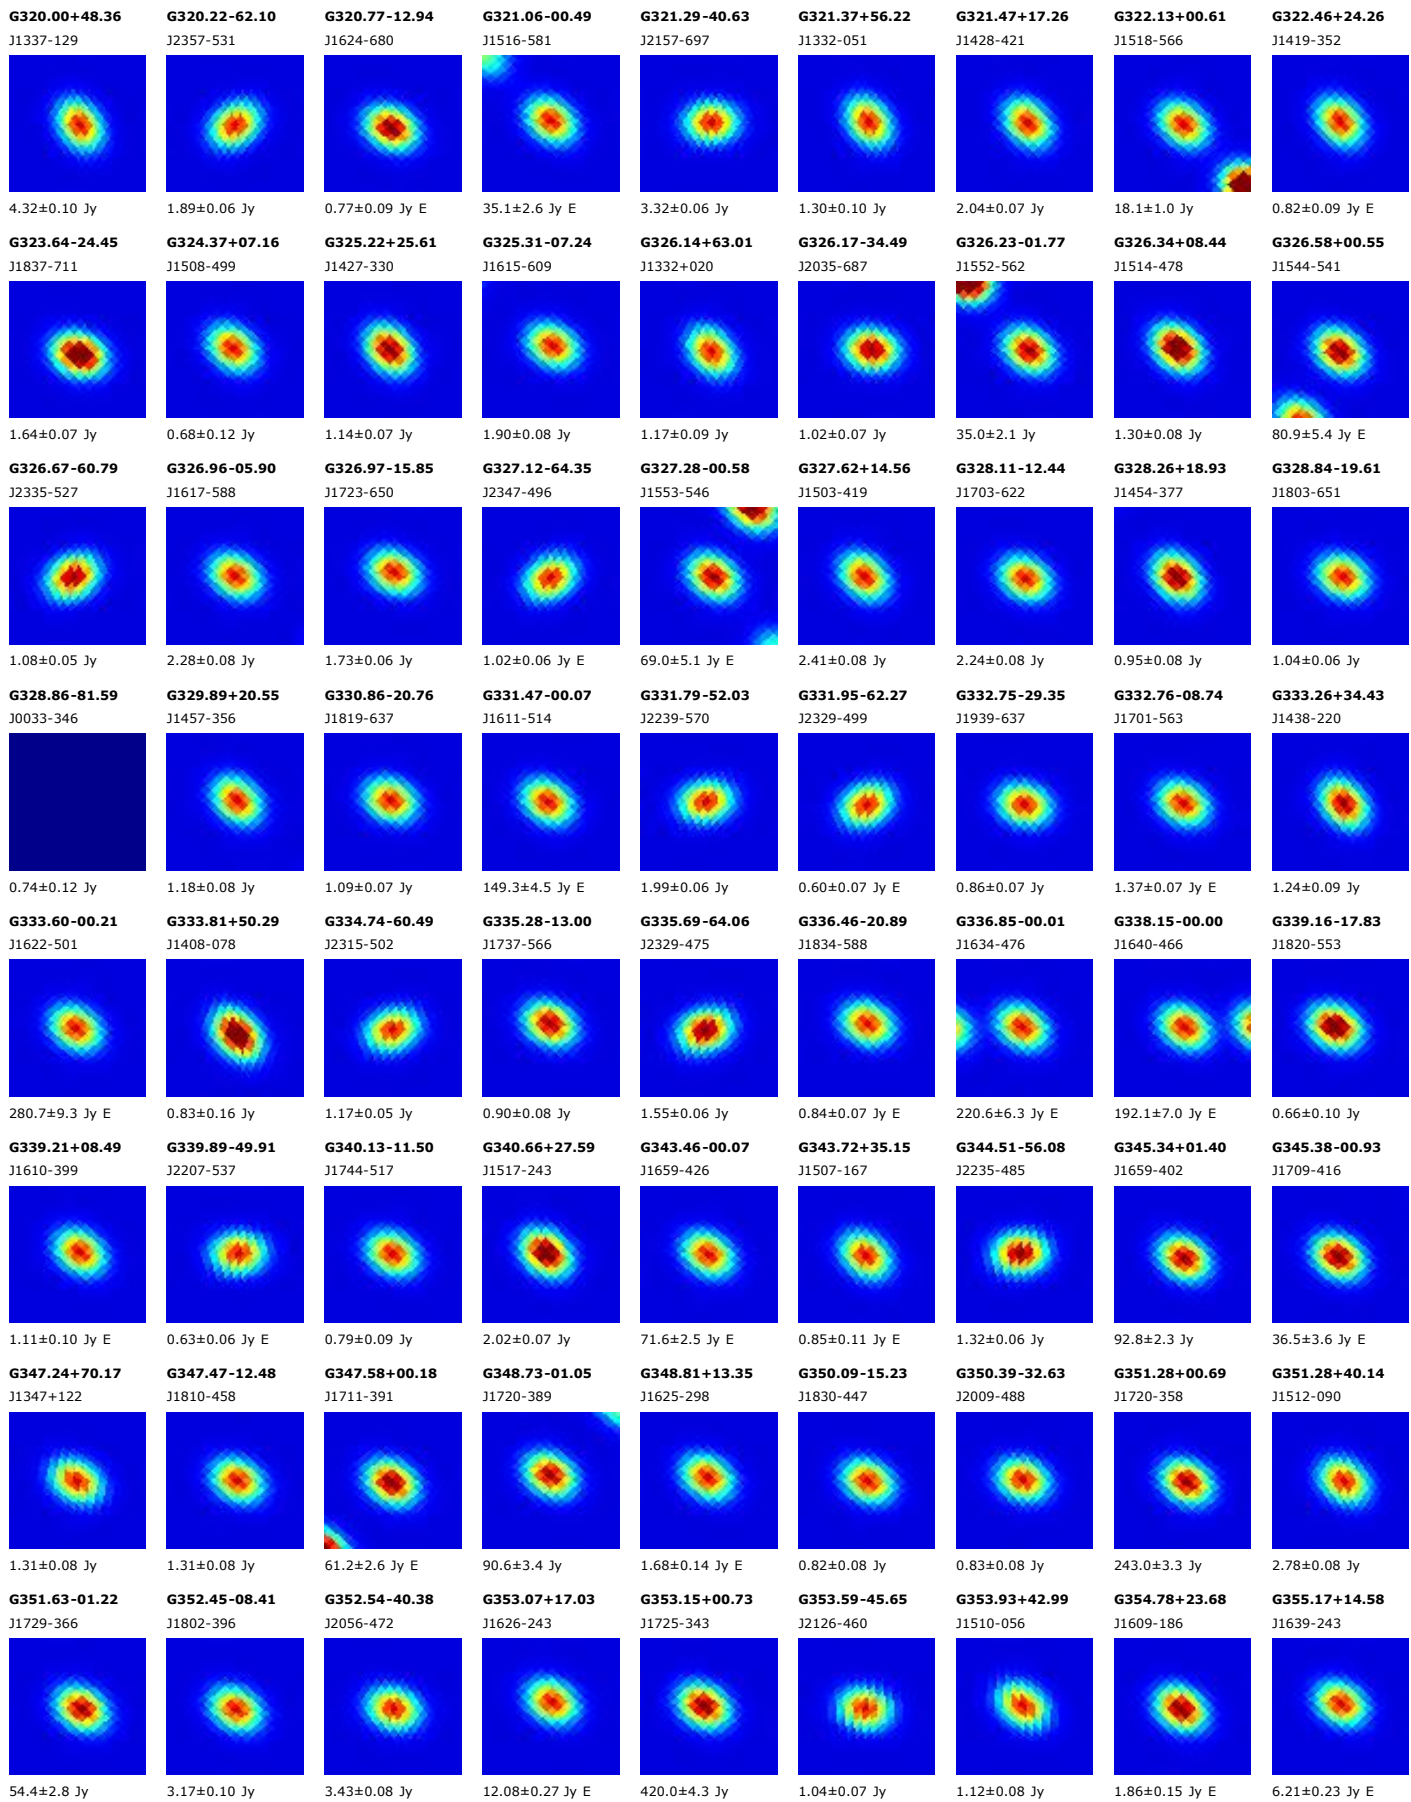 G320.00+48.36 G320.22-62.10 G320.77-12.94 G321.06-00.49 G321.29-40.63 G321.37+56.22 G321.47+17.26 G322.13+00.61 G322.46+24.26
J1337-129 J2357-531 J1624-680 J1516-581 J2157-697 J1332-051 J1428-421 J1518-566 J1419-352
4.32±0.10 Jy 1.89±0.06 Jy 0.77±0.09 Jy E 35.1±2.6 Jy E 3.32±0.06 Jy 1.30±0.10 Jy 2.04±0.07 Jy 18.1±1.0 Jy 0.82±0.09 Jy E
G323.64-24.45 G324.37+07.16 G325.22+25.61 G325.31-07.24 G326.14+63.01 G326.17-34.49 G326.23-01.77 G326.34+08.44 G326.58+00.55
J1837-711 J1508-499 J1427-330 J1615-609 J1332+020 J2035-687 J1552-562 J1514-478 J1544-541
1.64±0.07 Jy 0.68±0.12 Jy 1.14±0.07 Jy 1.90±0.08 Jy 1.17±0.09 Jy 1.02±0.07 Jy 35.0±2.1 Jy 1.30±0.08 Jy 80.9±5.4 Jy E
G326.67-60.79 G326.96-05.90 G326.97-15.85 G327.12-64.35 G327.28-00.58 G327.62+14.56 G328.11-12.44 G328.26+18.93 G328.84-19.61
J2335-527 J1617-588 J1723-650 J2347-496 J1553-546 J1503-419 J1703-622 J1454-377 J1803-651
1.08±0.05 Jy 2.28±0.08 Jy 1.73±0.06 Jy 1.02±0.06 Jy E 69.0±5.1 Jy E 2.41±0.08 Jy 2.24±0.08 Jy 0.95±0.08 Jy 1.04±0.06 Jy
G328.86-81.59 G329.89+20.55 G330.86-20.76 G331.47-00.07 G331.79-52.03 G331.95-62.27 G332.75-29.35 G332.76-08.74 G333.26+34.43
J0033-346 J1457-356 J1819-637 J1611-514 J2239-570 J2329-499 J1939-637 J1701-563 J1438-220
0.74±0.12 Jy 1.18±0.08 Jy 1.09±0.07 Jy 149.3±4.5 Jy E 1.99±0.06 Jy 0.60±0.07 Jy E 0.86±0.07 Jy 1.37±0.07 Jy E 1.24±0.09 Jy
G333.60-00.21 G333.81+50.29 G334.74-60.49 G335.28-13.00 G335.69-64.06 G336.46-20.89 G336.85-00.01 G338.15-00.00 G339.16-17.83
J1622-501 J1408-078 J2315-502 J1737-566 J2329-475 J1834-588 J1634-476 J1640-466 J1820-553
280.7±9.3 Jy E 0.83±0.16 Jy 1.17±0.05 Jy 0.90±0.08 Jy 1.55±0.06 Jy 0.84±0.07 Jy E 220.6±6.3 Jy E 192.1±7.0 Jy E 0.66±0.10 Jy
G339.21+08.49 G339.89-49.91 G340.13-11.50 G340.66+27.59 G343.46-00.07 G343.72+35.15 G344.51-56.08 G345.34+01.40 G345.38-00.93
J1610-399 J2207-537 J1744-517 J1517-243 J1659-426 J1507-167 J2235-485 J1659-402 J1709-416
1.11±0.10 Jy E 0.63±0.06 Jy E 0.79±0.09 Jy 2.02±0.07 Jy 71.6±2.5 Jy E 0.85±0.11 Jy E 1.32±0.06 Jy 92.8±2.3 Jy 36.5±3.6 Jy E
G347.24+70.17 G347.47-12.48 G347.58+00.18 G348.73-01.05 G348.81+13.35 G350.09-15.23 G350.39-32.63 G351.28+00.69 G351.28+40.14
J1347+122 J1810-458 J1711-391 J1720-389 J1625-298 J1830-447 J2009-488 J1720-358 J1512-090
1.31±0.08 Jy 1.31±0.08 Jy 61.2±2.6 Jy E 90.6±3.4 Jy 1.68±0.14 Jy E 0.82±0.08 Jy 0.83±0.08 Jy 243.0±3.3 Jy 2.78±0.08 Jy
G351.63-01.22 G352.45-08.41 G352.54-40.38 G353.07+17.03 G353.15+00.73 G353.59-45.65 G353.93+42.99 G354.78+23.68 G355.17+14.58
J1729-366 J1802-396 J2056-472 J1626-243 J1725-343 J2126-460 J1510-056 J1609-186 J1639-243
54.4±2.8 Jy 3.17±0.10 Jy 3.43±0.08 Jy 12.08±0.27 Jy E 420.0±4.3 Jy 1.04±0.07 Jy 1.12±0.08 Jy 1.86±0.15 Jy E 6.21±0.23 Jy E